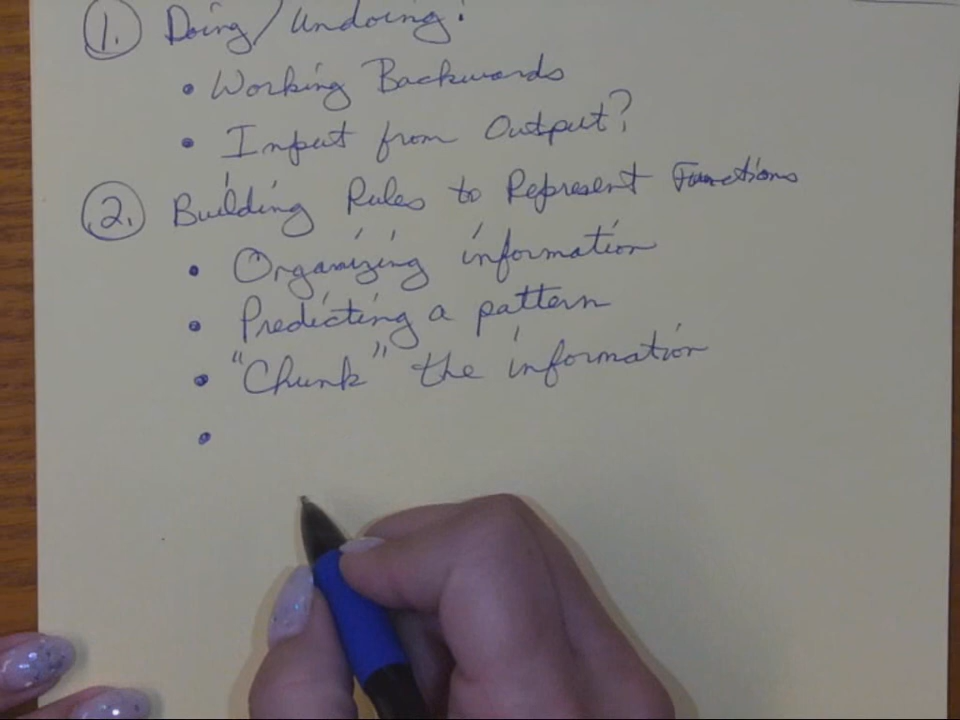 1. Doing/Undoing:
• Working Backwards
• Input from Output?
2. Building Rules to Represent Functions
• Organizing information
• Predicting a pattern
• "Chunk" the information
•